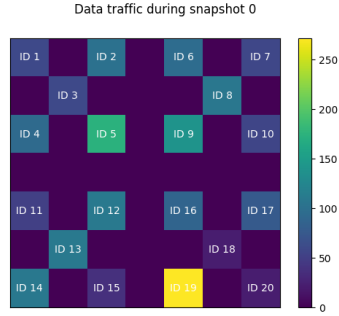 Data traffic during snapshot 0
ID 1 ID 2 ID 6 ID 7
ID 3 ID 8
ID 4 ID 5 ID 9 ID 10
ID 11 ID 12 ID 16 ID 17
ID 13 ID 18
ID 14 ID 15 ID 19 ID 20
250
200
150
100
50
0